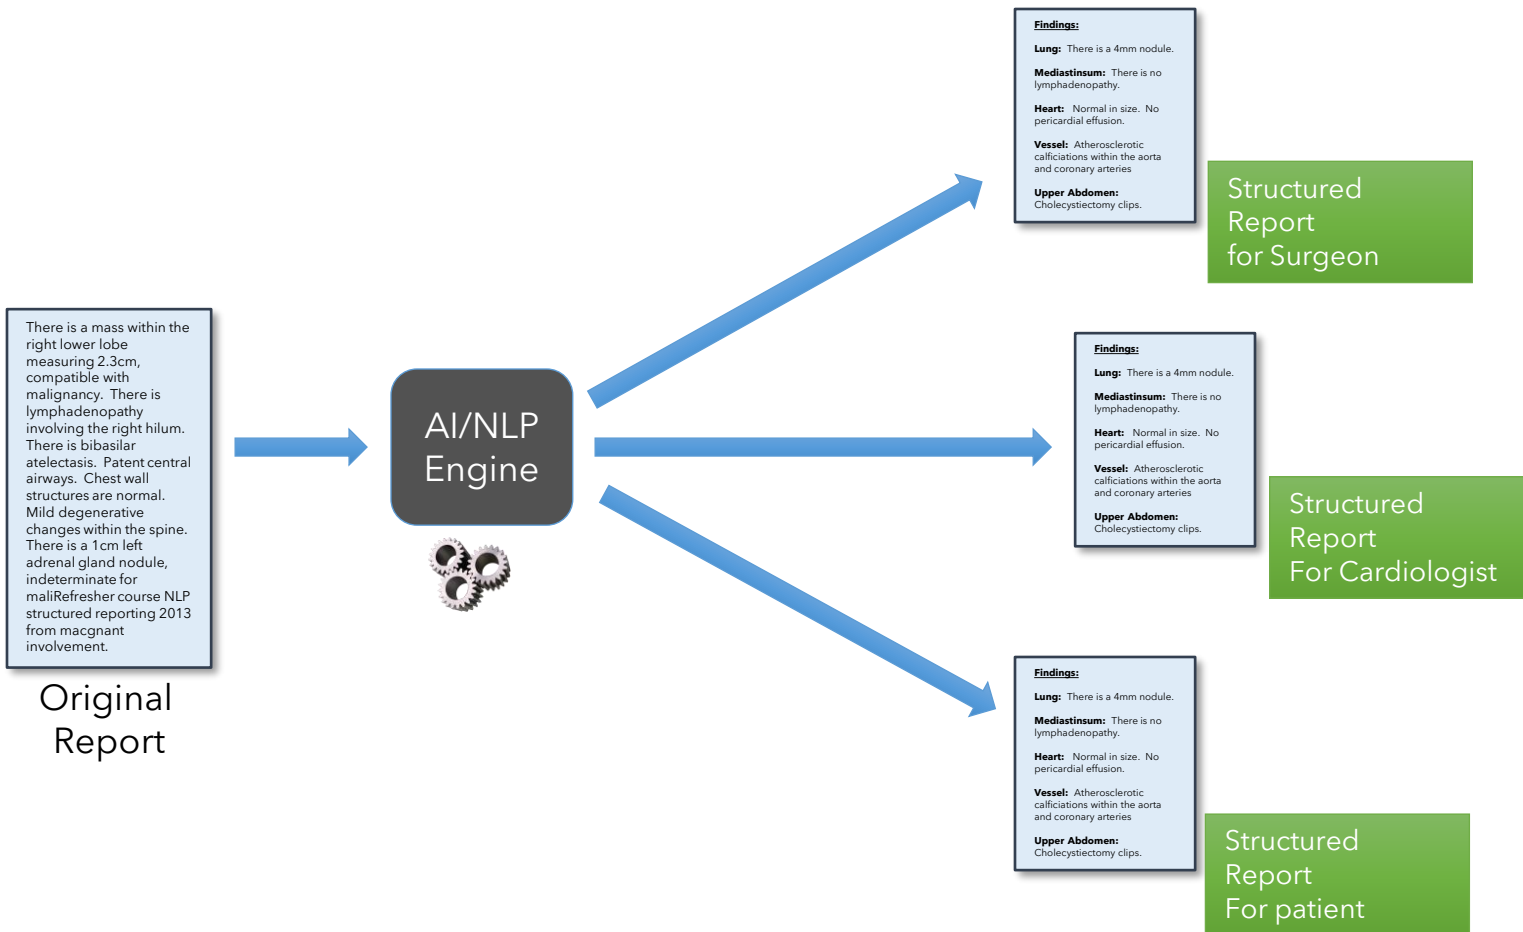 There is a mass within the
right lower lobe
measuring 2.3cm,
compatible with
malignancy. There is
lymphadenopathy
involving the right hilum.
There is bibasilar
atelectasis. Patent central
airways. Chest wall
structures are normal.
Mild degenerative
changes within the spine.
There is a 1cm left
adrenal gland nodule,
indeterminate for
maliRefresher course NLP
structured reporting 2013
from macgnant
involvement.
Original
Report
AI/NLP
Engine
Findings:
Lung: There is a 4mm nodule.
Mediastinsum: There is no
lymphadenopathy.
Heart: Normal in size. No
pericardial effusion.
Vessel: Atherosclerotic
calficiations within the aorta
and coronary arteries
Upper Abdomen:
Cholecystiectomy clips.
Structured
Report
for Surgeon
Findings:
Lung: There is a 4mm nodule.
Mediastinsum: There is no
lymphadenopathy.
Heart: Normal in size. No
pericardial effusion.
Vessel: Atherosclerotic
calficiations within the aorta
and coronary arteries
Upper Abdomen:
Cholecystiectomy clips.
Structured
Report
For Cardiologist
Findings:
Lung: There is a 4mm nodule.
Mediastinsum: There is no
lymphadenopathy.
Heart: Normal in size. No
pericardial effusion.
Vessel: Atherosclerotic
calficiations within the aorta
and coronary arteries
Upper Abdomen:
Cholecystiectomy clips.
Structured
Report
For patient